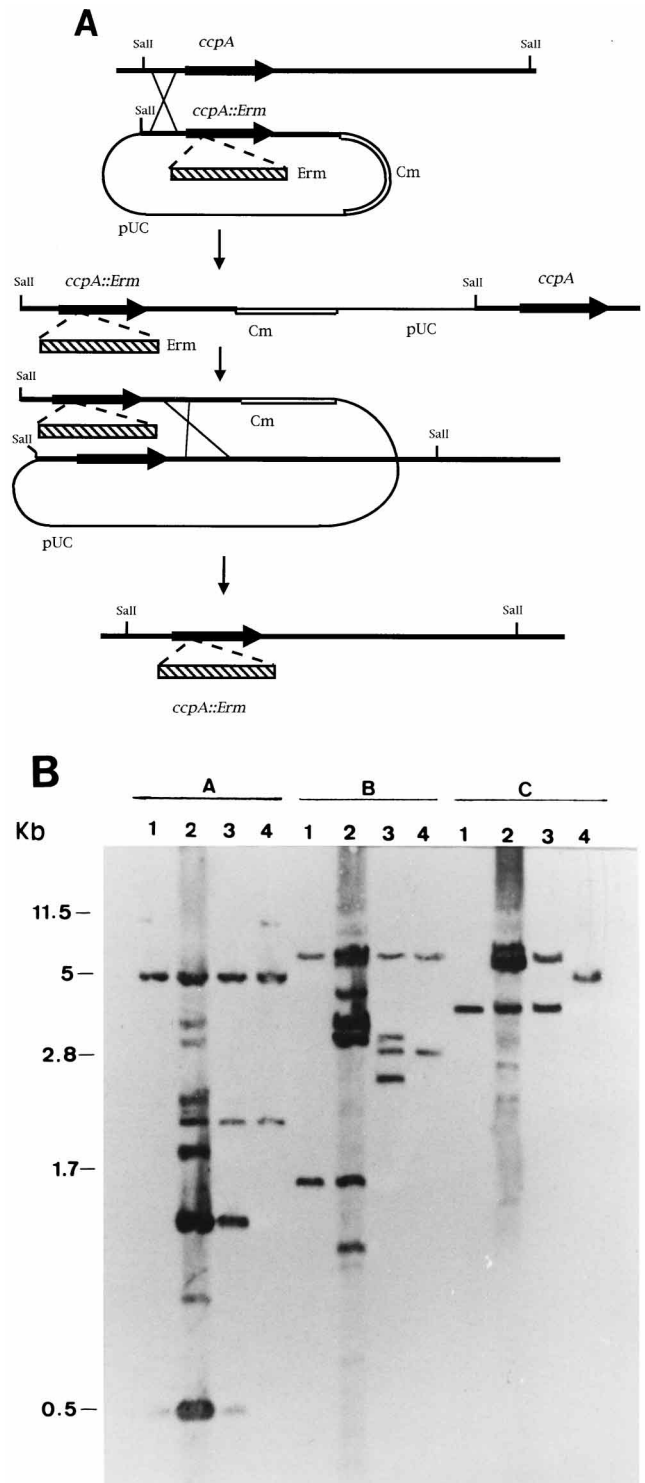 A
SalI ccpA SalI
SalI ccpA::Erm
Erm Cm
pUC
SalI ccpA::Erm SalI ccpA
Cm pUC
Erm
SalI
Cm
SalI SalI
pUC
SalI SalI
ccpA::Erm
B
A B C
Kb 1 2 3 4 1 2 3 4 1 2 3 4
11.5
5
2.8
1.7
0.5